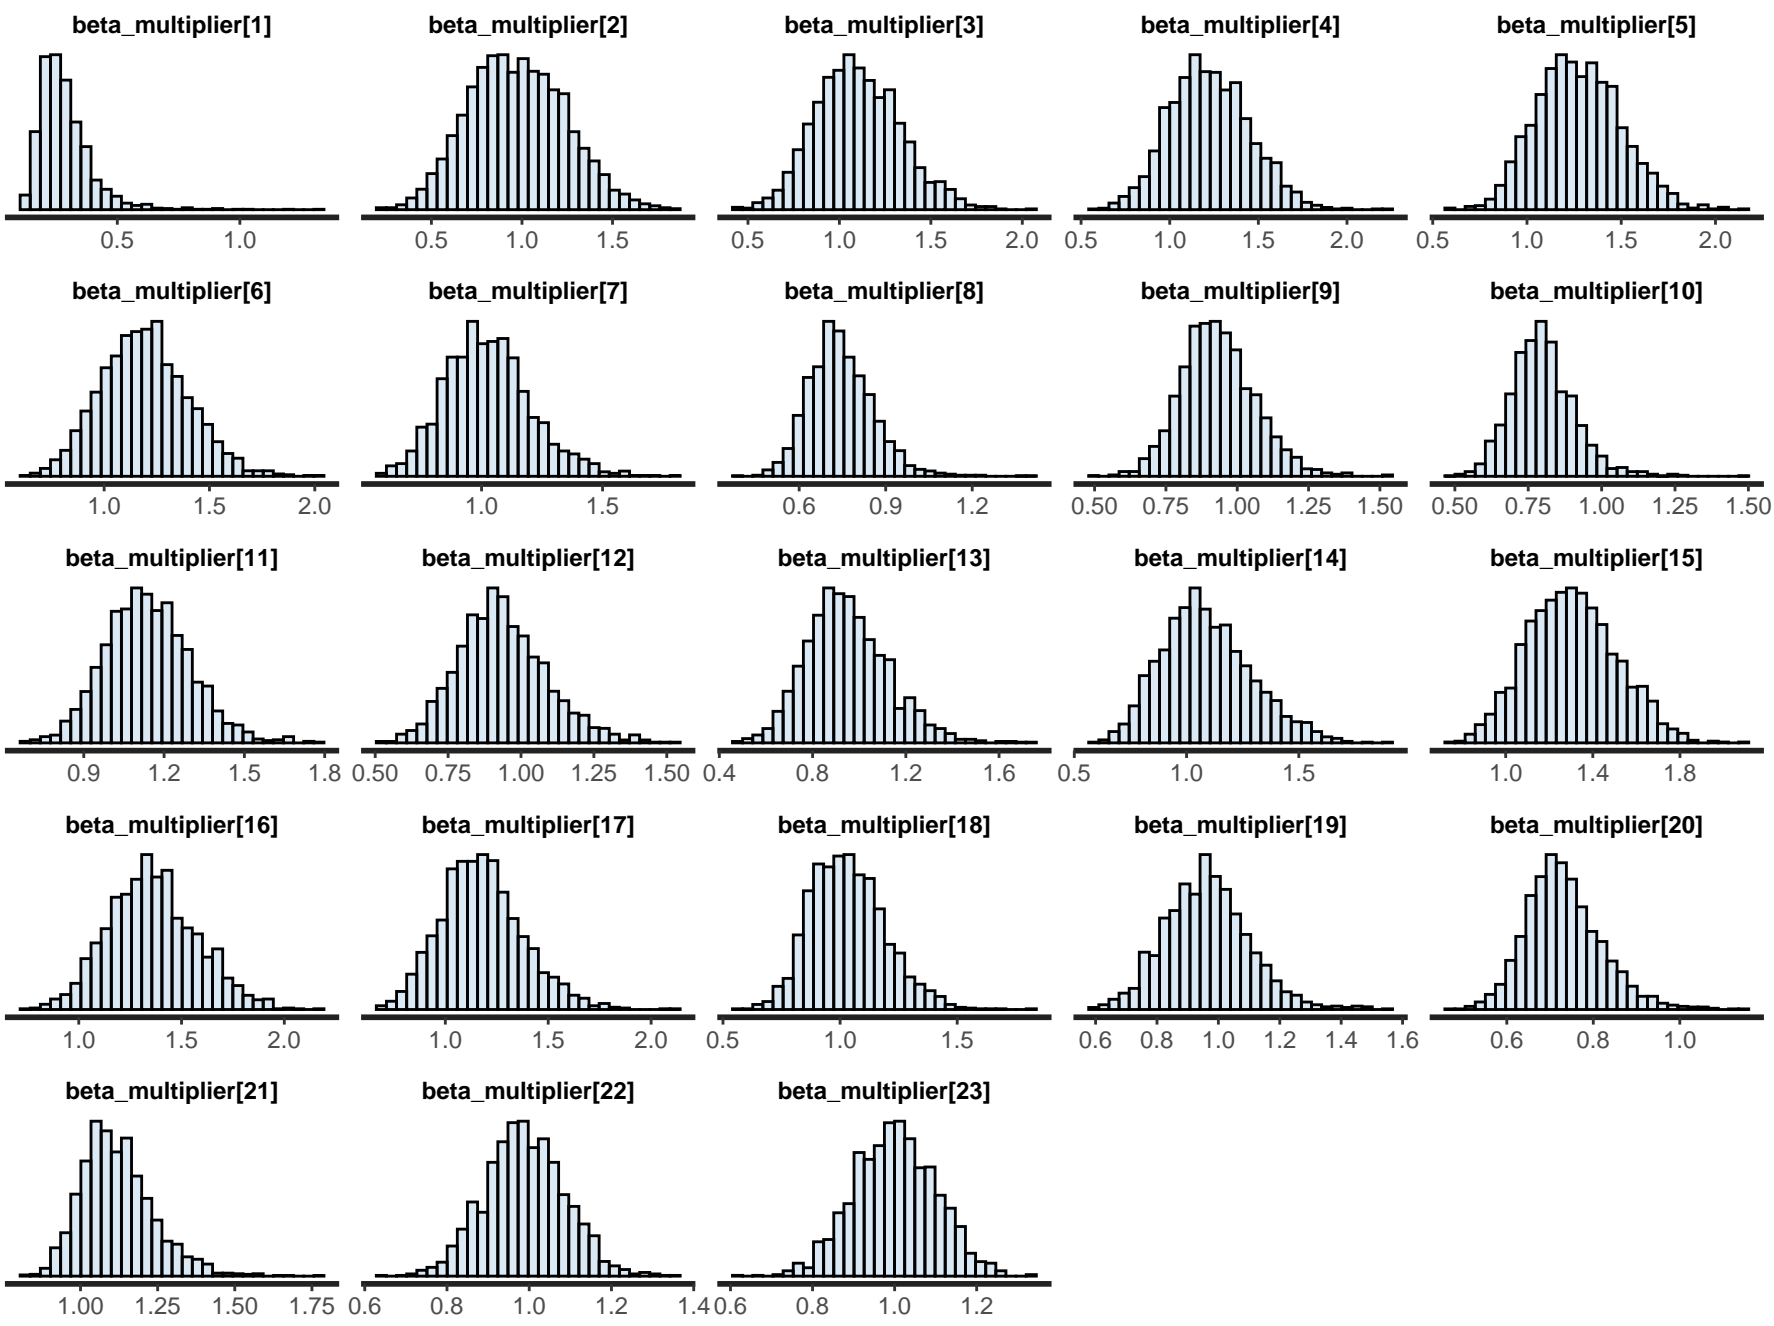 beta_multiplier[1] beta_multiplier[2] beta_multiplier[3] beta_multiplier[4] beta_multiplier[5]
0.5 1.0 0.5 1.0 1.5 0.5 1.0 1.5 2.0 0.5 1.0 1.5 2.0 0.5 1.0 1.5 2.0
beta_multiplier[6] beta_multiplier[7] beta_multiplier[8] beta_multiplier[9] beta_multiplier[10]
1.0 1.5 2.0 1.0 1.5 0.6 0.9 1.2 0.50 0.75 1.00 1.25 1.50 0.50 0.75 1.00 1.25 1.50
beta_multiplier[11] beta_multiplier[12] beta_multiplier[13] beta_multiplier[14] beta_multiplier[15]
0.9 1.2 1.5 1.8 0.50 0.75 1.00 1.25 1.50 0.4 0.8 1.2 1.6 0.5 1.0 1.5 1.0 1.4 1.8
beta_multiplier[16] beta_multiplier[17] beta_multiplier[18] beta_multiplier[19] beta_multiplier[20]
1.0 1.5 2.0 1.0 1.5 2.0 0.5 1.0 1.5 0.6 0.8 1.0 1.2 1.4 1.6 0.6 0.8 1.0
beta_multiplier[21] beta_multiplier[22] beta_multiplier[23]
1.00 1.25 1.50 1.75 0.6 0.8 1.0 1.2 1.4 0.6 0.8 1.0 1.2